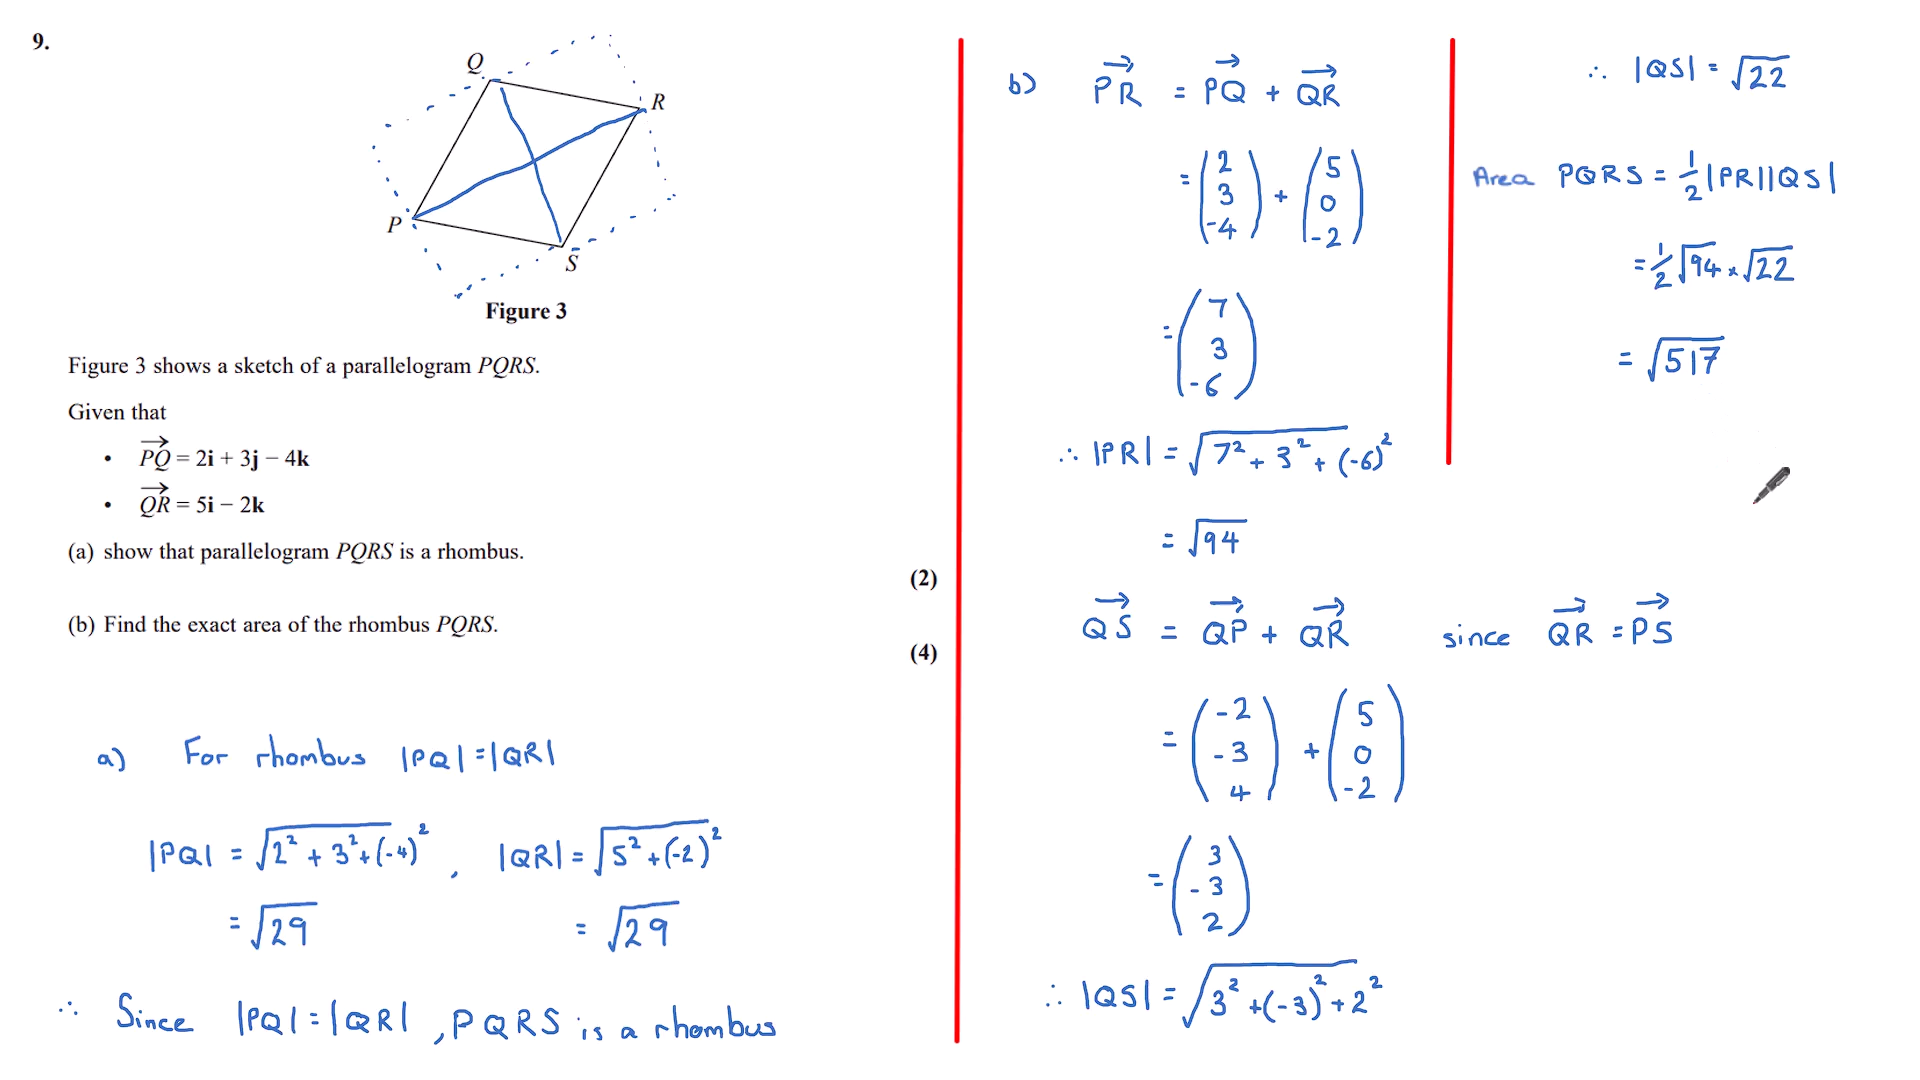 9.
Q
R
P
S
Figure 3
Figure 3 shows a sketch of a parallelogram PQRS.
Given that
• PQ⃗ = 2i + 3j − 4k
• QR⃗ = 5i − 2k
(a) show that parallelogram PQRS is a rhombus.
(2)
(b) Find the exact area of the rhombus PQRS.
(4)
a) For rhombus |PQ| = |QR|
|PQ| = √(2² + 3² + (-4)²) , |QR| = √(5² + (-2)²)
= √29 = √29
∴ Since |PQ| = |QR| , PQRS is a rhombus
b) PR⃗ = PQ⃗ + QR⃗
= (2 3 -4) + (5 0 -2)
= (7 3 -6)
∴ |PR| = √(7² + 3² + (-6)²)
= √94
QS⃗ = QP⃗ + QR⃗ since QR⃗ = PS⃗
= (-2 -3 4) + (5 0 -2)
= (3 -3 2)
∴ |QS| = √(3² + (-3)² + 2²)
∴ |QS| = √22
Area PQRS = ½|PR||QS|
= ½√94 × √22
= √517